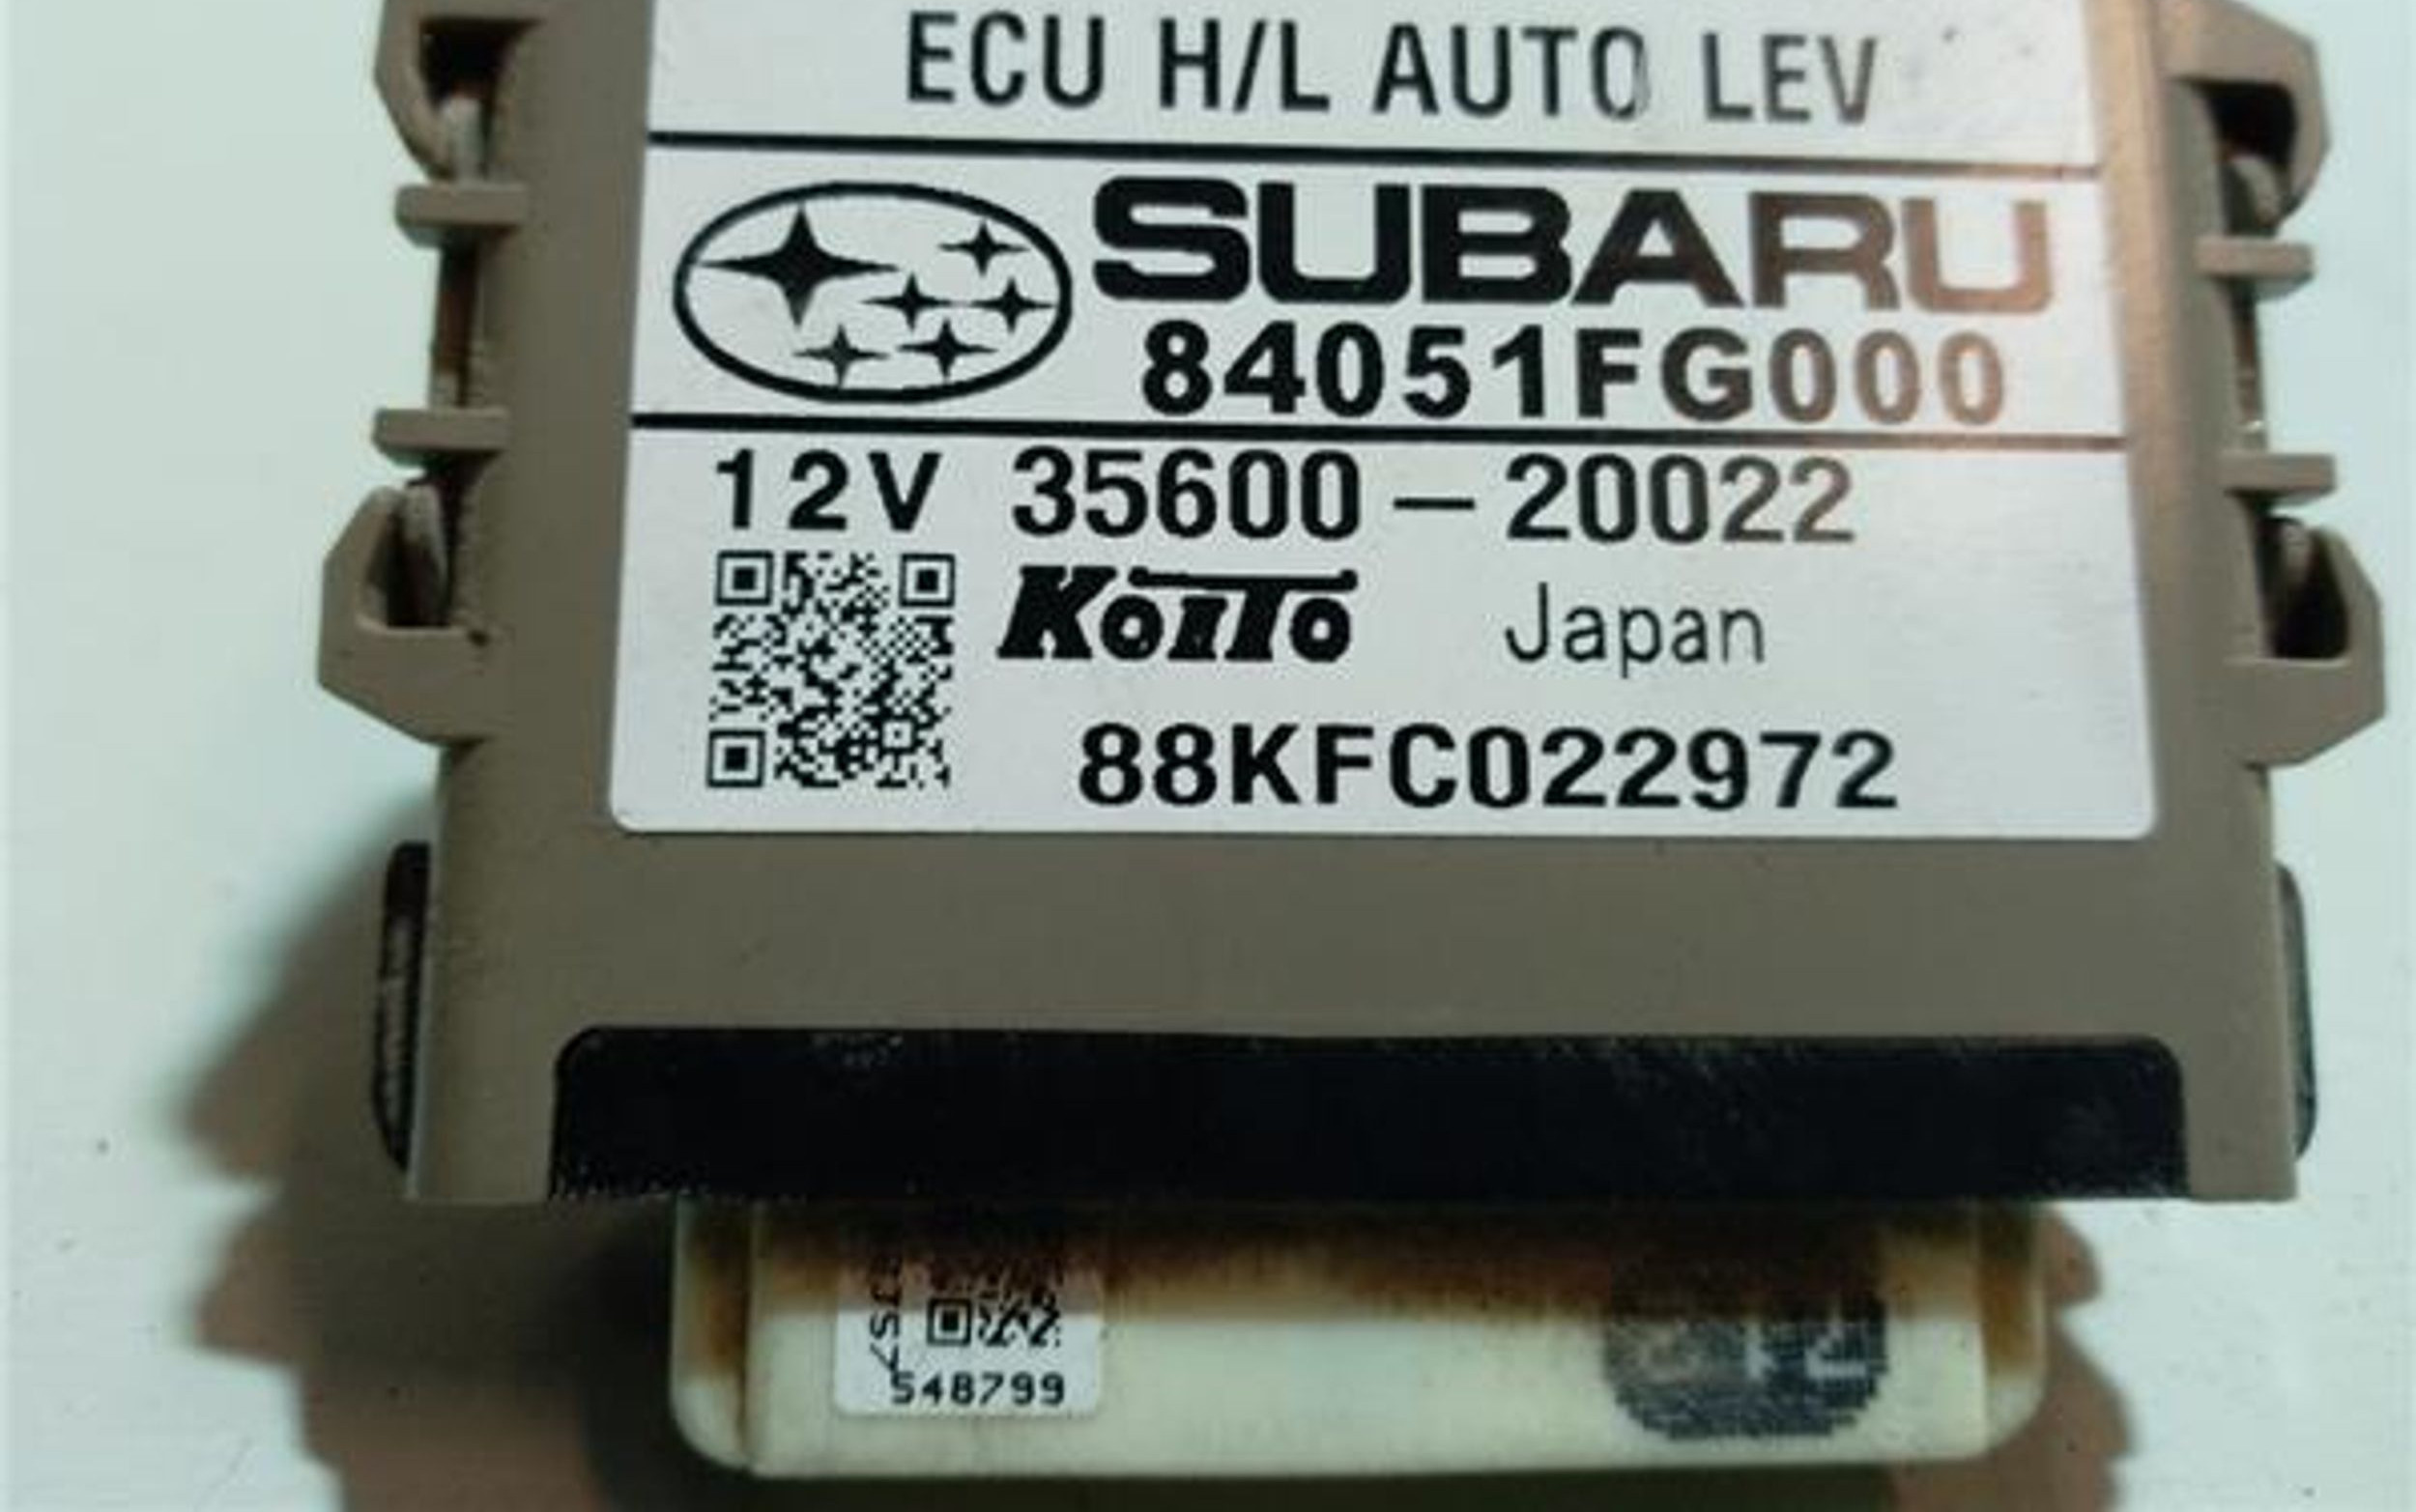 ECU H/L AUTO LEV
SUBARU
84051FG000
12V 35600-20022
KOITO Japan
88KFC022972
548799